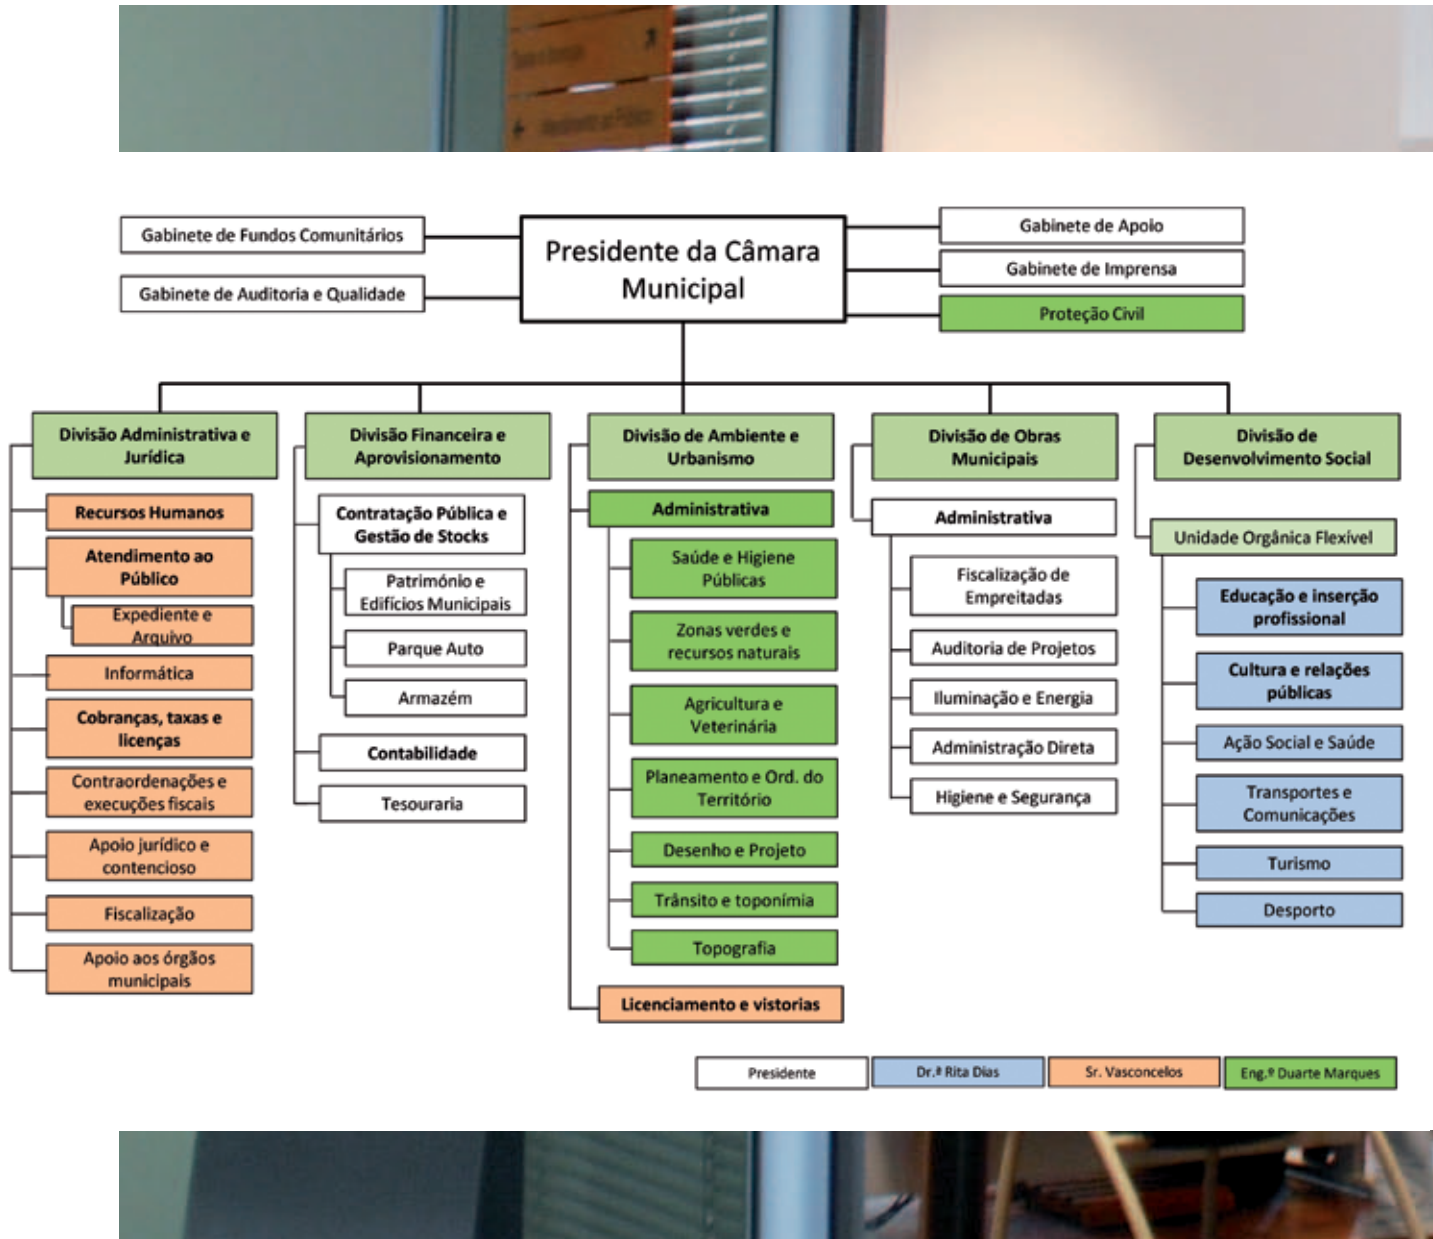 Gabinete de Fundos Comunitários
Gabinete de Auditoria e Qualidade
Presidente da Câmara
Municipal
Gabinete de Apoio
Gabinete de Imprensa
Proteção Civil
Divisão Administrativa e
Jurídica
Recursos Humanos
Atendimento ao
Público
Expediente e
Arquivo
Informática
Cobranças, taxas e
licenças
Contraordenações e
execuções fiscais
Apoio jurídico e
contencioso
Fiscalização
Apoio aos órgãos
municipais
Divisão Financeira e
Aprovisionamento
Contratação Pública e
Gestão de Stocks
Património e
Edifícios Municipais
Parque Auto
Armazém
Contabilidade
Tesouraria
Divisão de Ambiente e
Urbanismo
Administrativa
Saúde e Higiene
Públicas
Zonas verdes e
recursos naturais
Agricultura e
Veterinária
Planeamento e Ord. do
Território
Desenho e Projeto
Trânsito e toponímia
Topografia
Licenciamento e vistorias
Divisão de Obras
Municipais
Administrativa
Fiscalização de
Empreitadas
Auditoria de Projetos
Iluminação e Energia
Administração Direta
Higiene e Segurança
Divisão de
Desenvolvimento Social
Unidade Orgânica Flexível
Educação e inserção
profissional
Cultura e relações
públicas
Ação Social e Saúde
Transportes e
Comunicações
Turismo
Desporto
Presidente
Dr.ª Rita Dias
Sr. Vasconcelos
Eng.º Duarte Marques